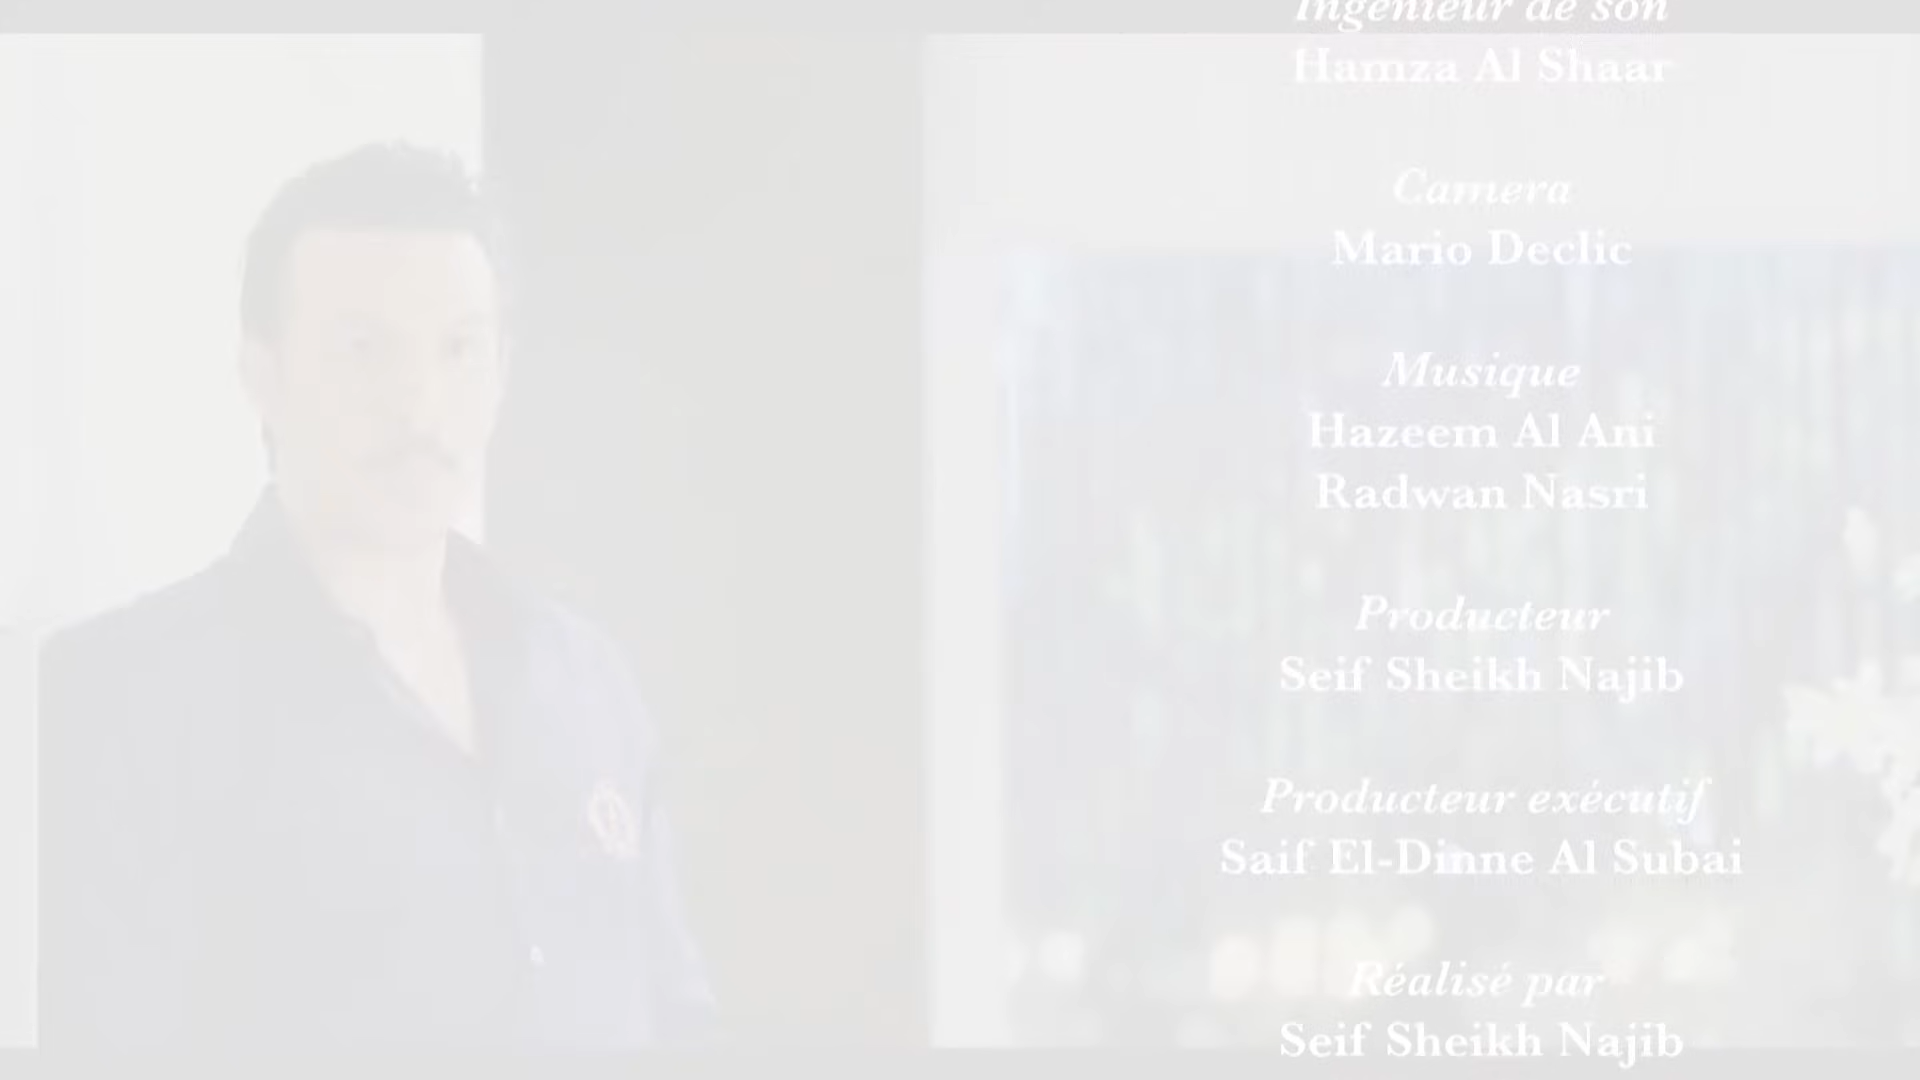 Ingénieur de son
Hamza Al Shaar
Camera
Mario Declic
Musique
Hazeem Al Ani
Radwan Nasri
Producteur
Seif Sheikh Najib
Producteur exécutif
Saif El-Dinne Al Subai
Réalisé par
Seif Sheikh Najib